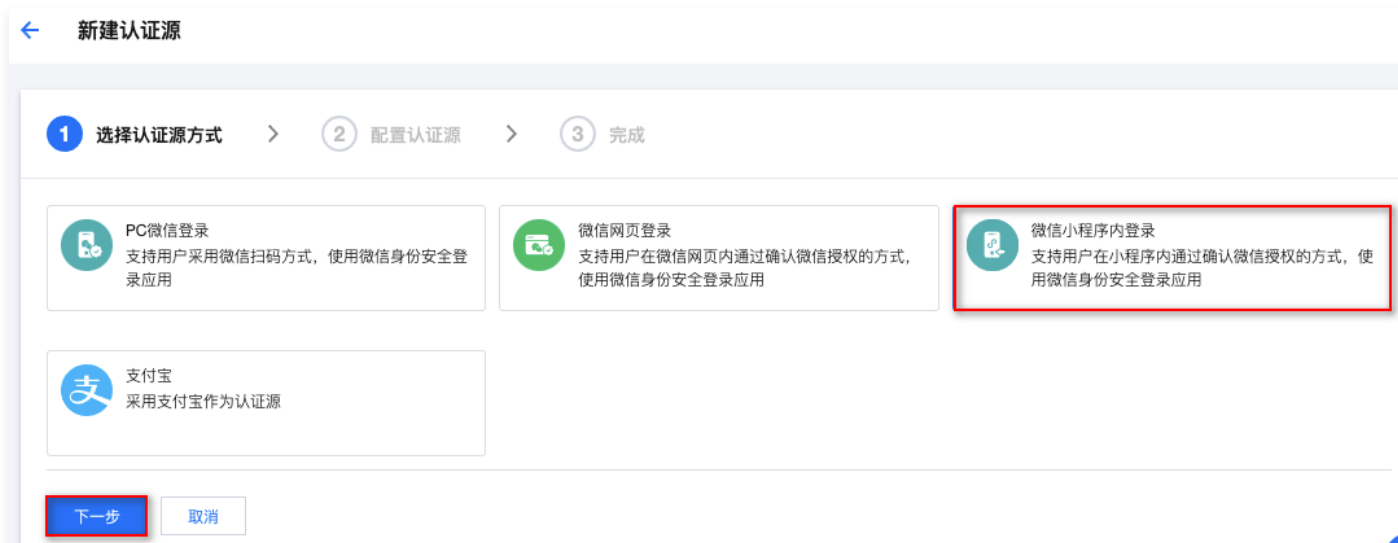 新建认证源
1 选择认证源方式 > 2 配置认证源 > 3 完成
PC微信登录
支持用户采用微信扫码方式，使用微信身份安全登
录应用
微信网页登录
支持用户在微信网页内通过确认微信授权的方式，
使用微信身份安全登录应用
微信小程序内登录
支持用户在小程序内通过确认微信授权的方式，使
用微信身份安全登录应用
支付宝
采用支付宝作为认证源
下一步 取消